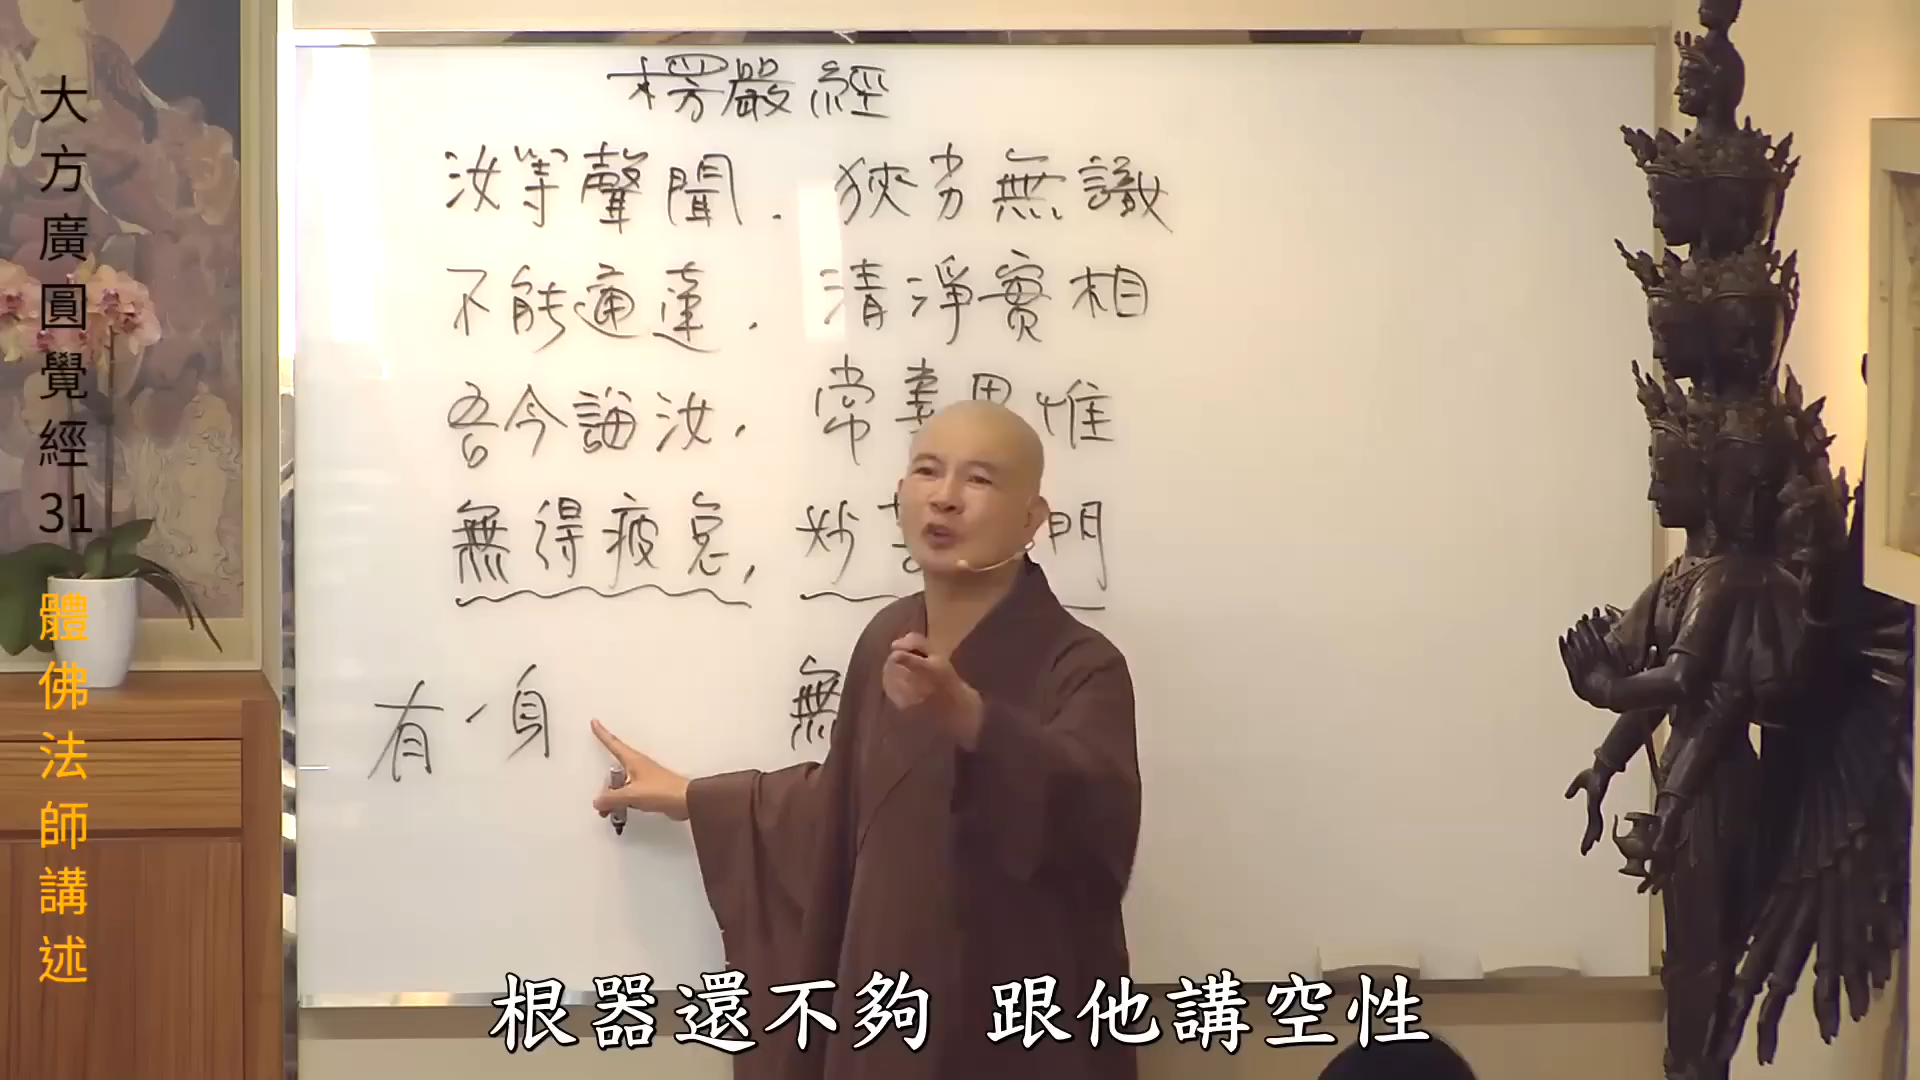 大方廣圓覺經31 體佛法師講述
楞嚴經
汝等聲聞．狹劣無識
不能通達．清淨實相
吾今誨汝，常 思惟
無得疲怠，妙 門
有一身 無
根器還不夠 跟他講空性